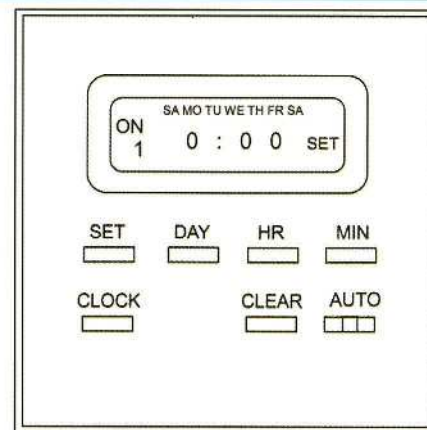 SA MO TU WE TH FR SA
ON
1 0 : 0 0 SET
SET DAY HR MIN
CLOCK CLEAR AUTO